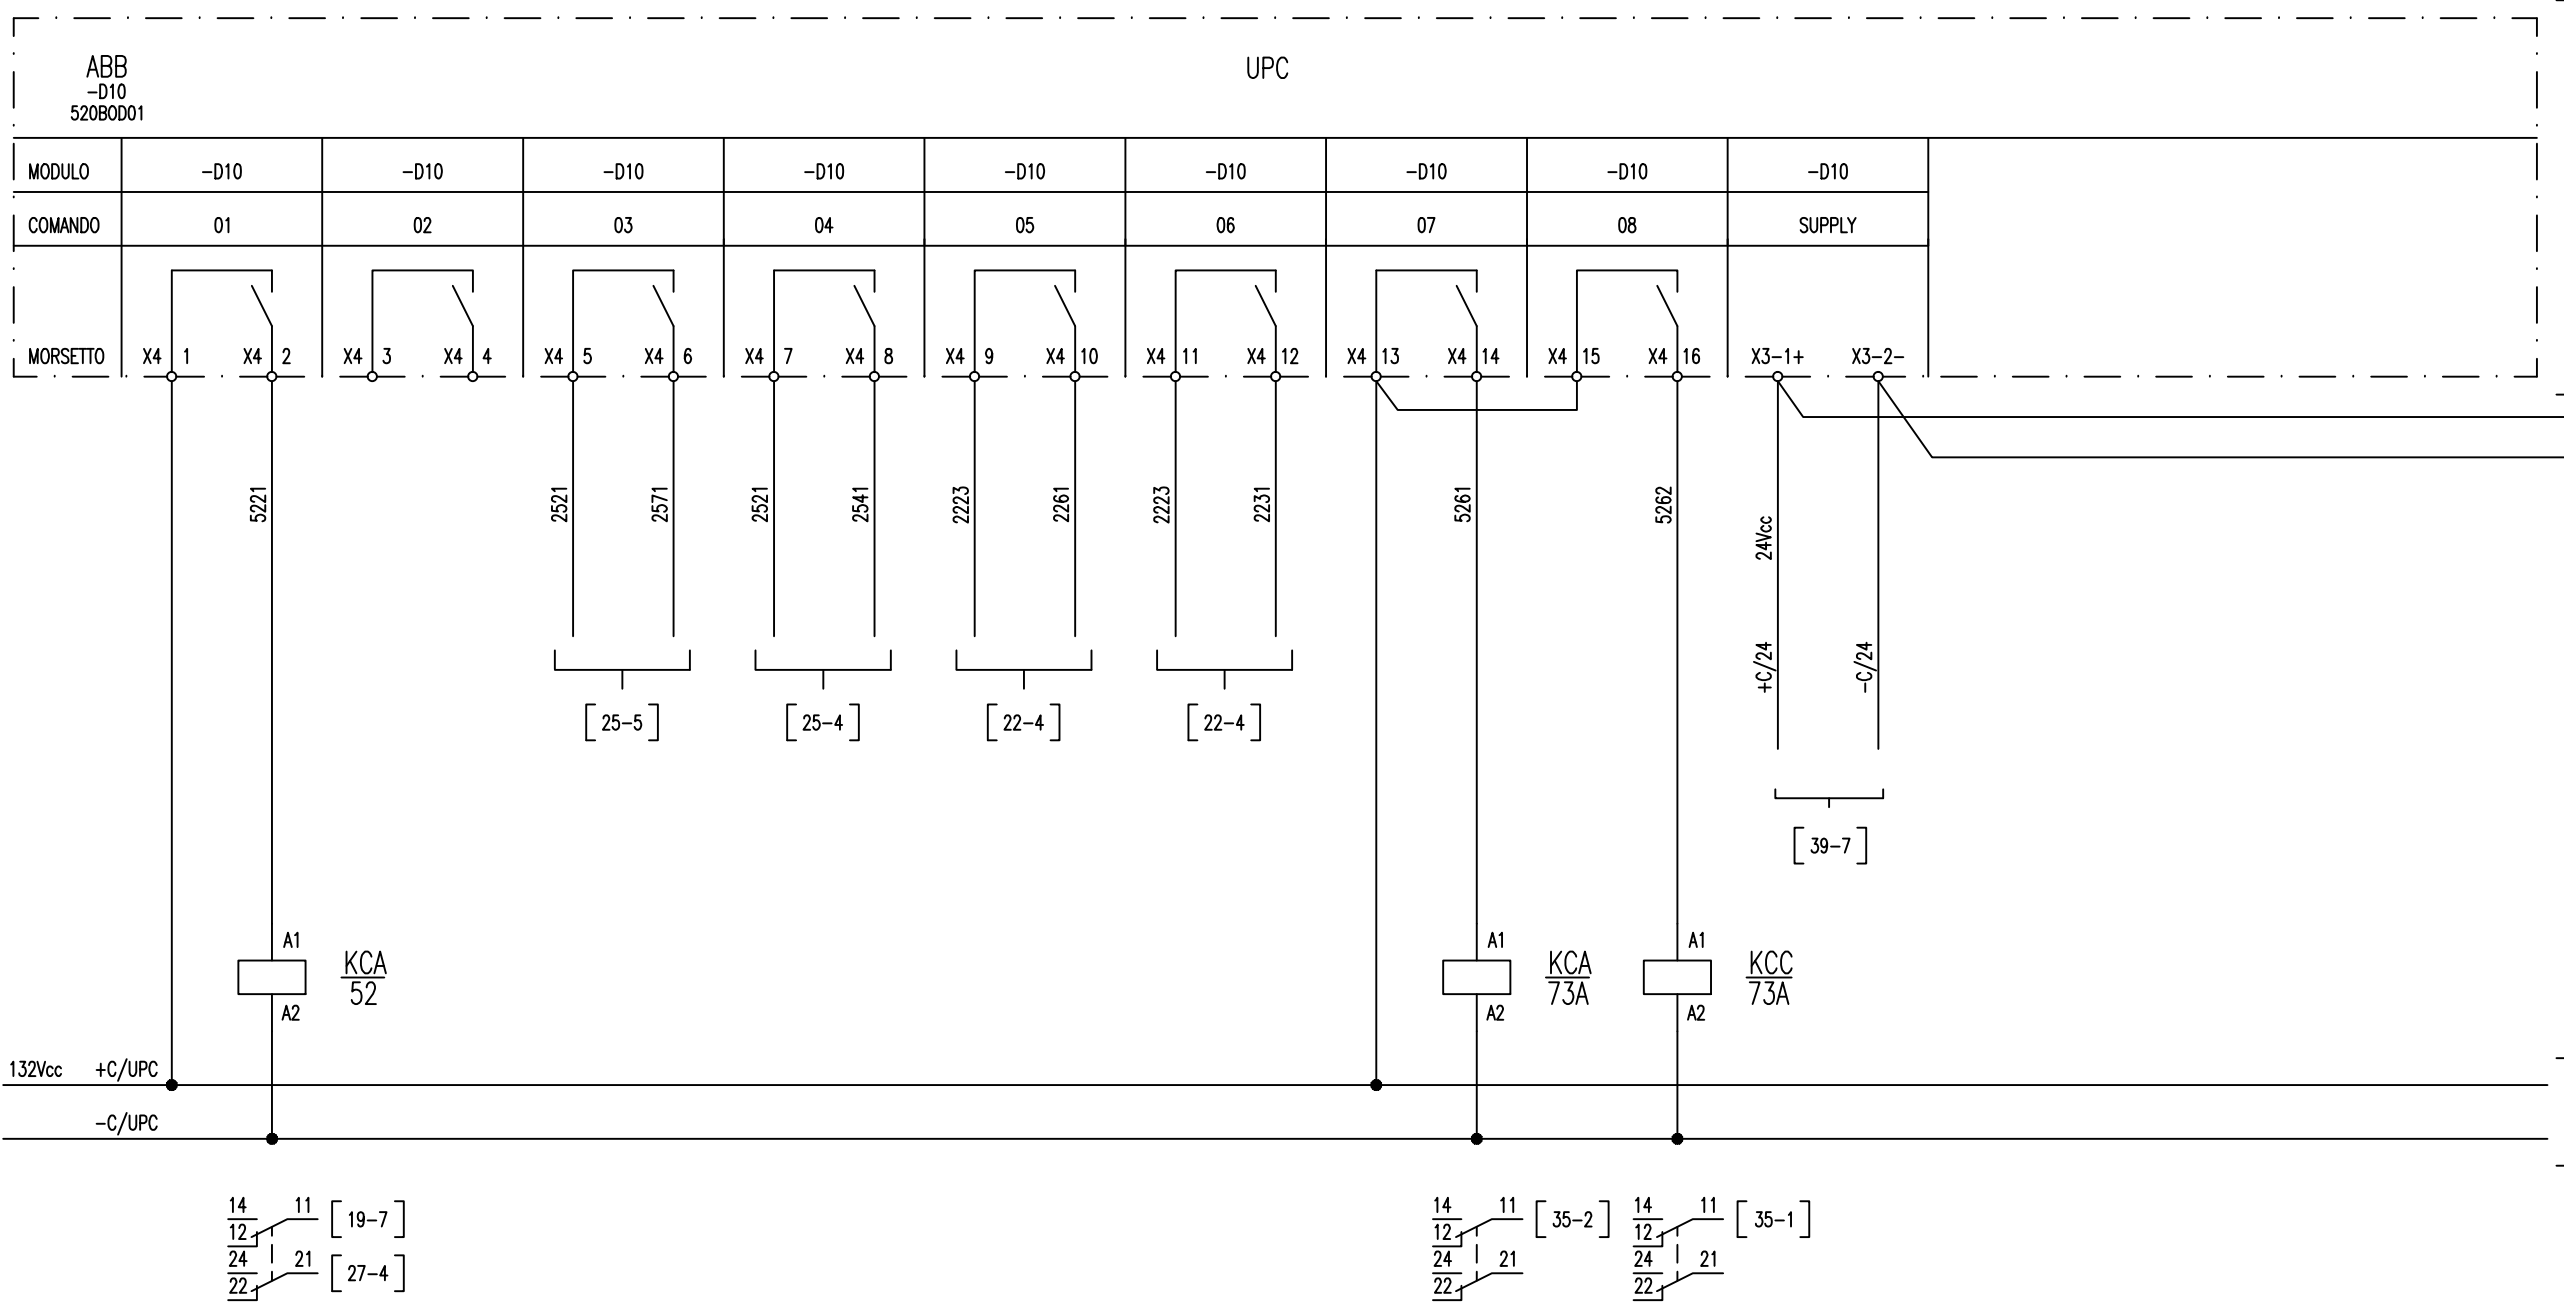 ABB
UPC
-D10
520BOD01
MODULO -D10 -D10 -D10 -D10 -D10 -D10 -D10 -D10 -D10
COMANDO 01 02 03 04 05 06 07 08 SUPPLY
MORSETTO X4 1 X4 2 X4 3 X4 4 X4 5 X4 6 X4 7 X4 8 X4 9 X4 10 X4 11 X4 12 X4 13 X4 14 X4 15 X4 16 X3-1+ X3-2-
5221 2521 2571 2521 2541 2223 2261 2223 2231 5261 5262 24Vcc
+C/24 -C/24
[25-5] [25-4] [22-4] [22-4]
[39-7]
A1 A1 A1
KCA KCA KCC
52 73A 73A
A2 A2 A2
132Vcc +C/UPC
-C/UPC
14 11 [19-7] 14 11 [35-2] 14 11 [35-1]
12 12 12
24 21 [27-4] 24 21 24 21
22 22 22